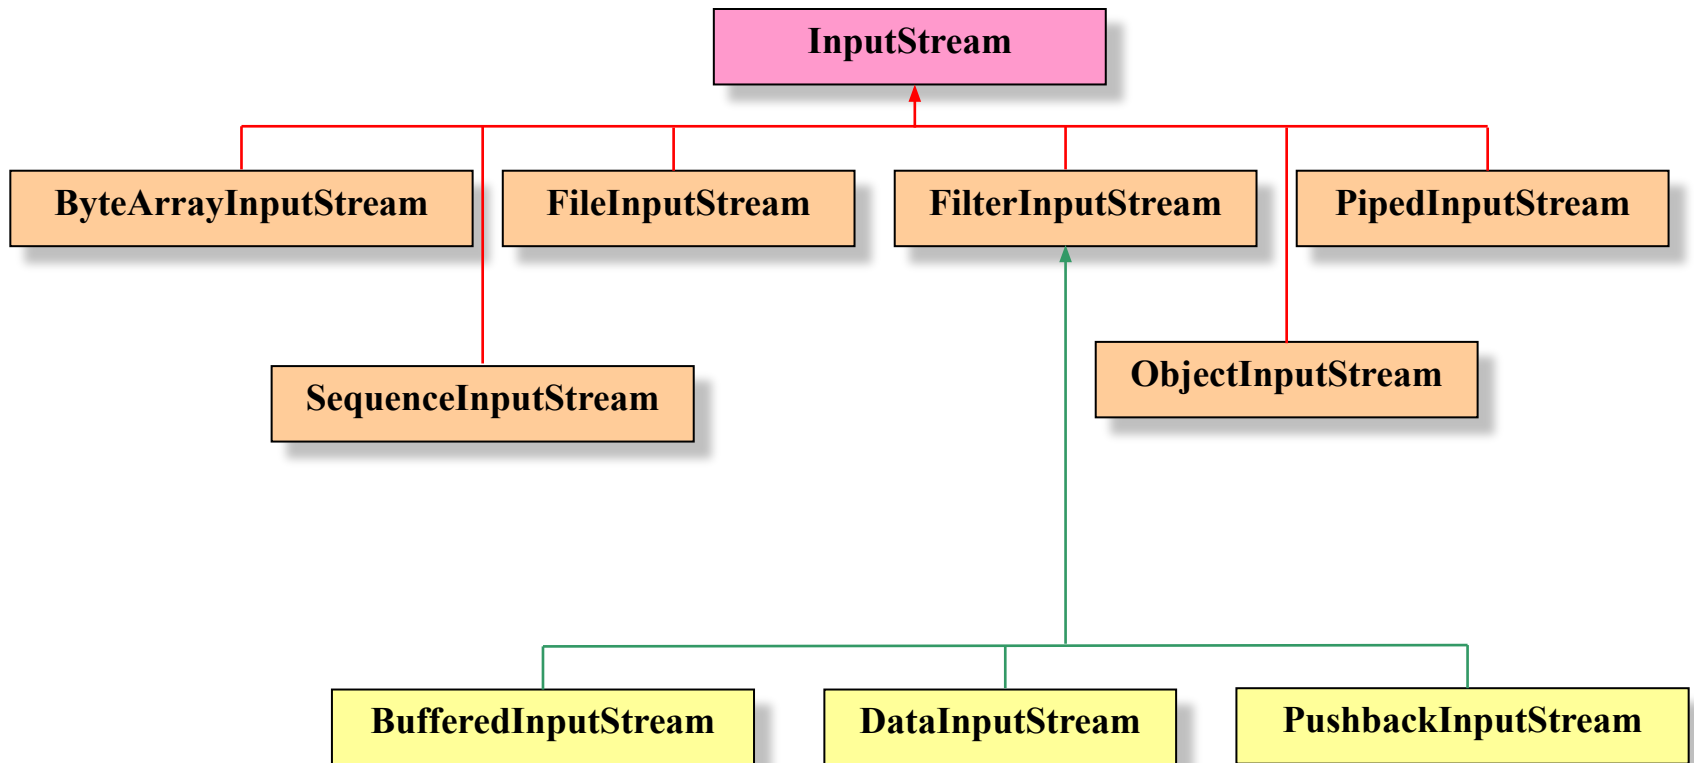 InputStream
ByteArrayInputStream
FileInputStream
FilterInputStream
PipedInputStream
SequenceInputStream
ObjectInputStream
BufferedInputStream
DataInputStream
PushbackInputStream